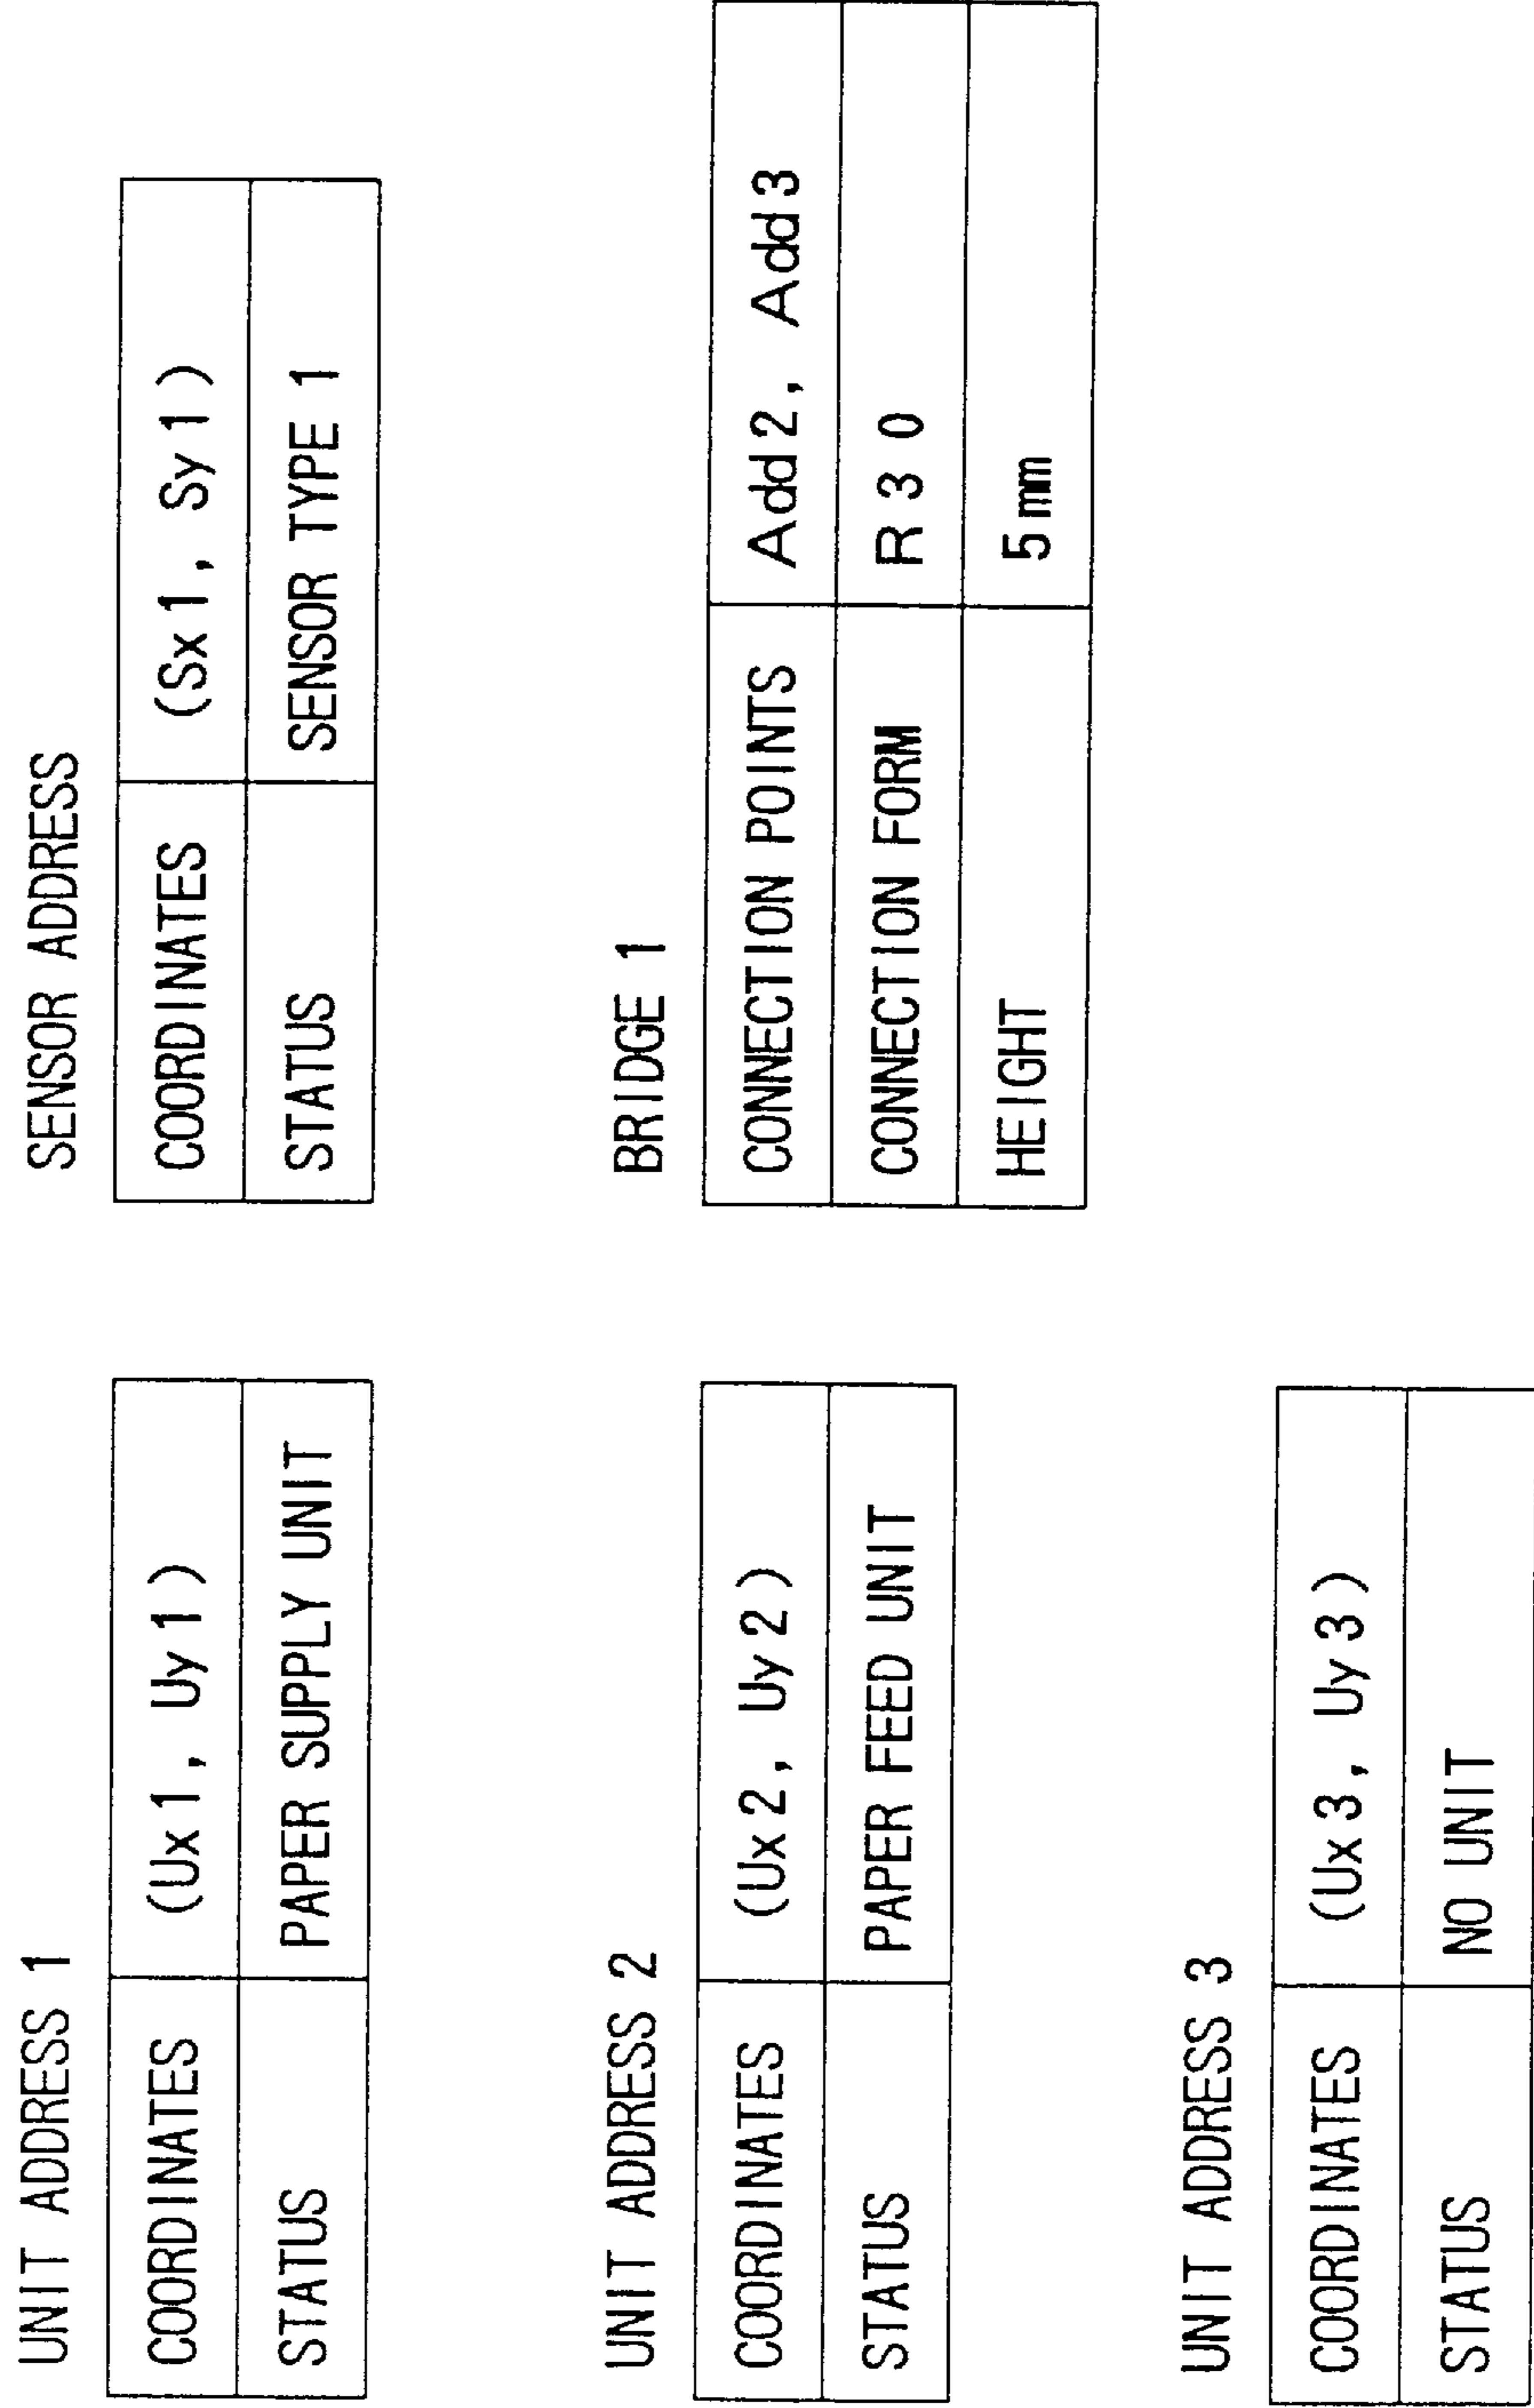 UNIT ADDRESS 1
COORDINATES (Ux1, Uy1)
STATUS PAPER SUPPLY UNIT
UNIT ADDRESS 2
COORDINATES (Ux2, Uy2)
STATUS PAPER FEED UNIT
UNIT ADDRESS 3
COORDINATES (Ux3, Uy3)
STATUS NO UNIT
SENSOR ADDRESS
COORDINATES (Sx1, Sy1)
STATUS SENSOR TYPE 1
BRIDGE 1
CONNECTION POINTS Add2, Add3
CONNECTION FORM R30
HEIGHT 5mm